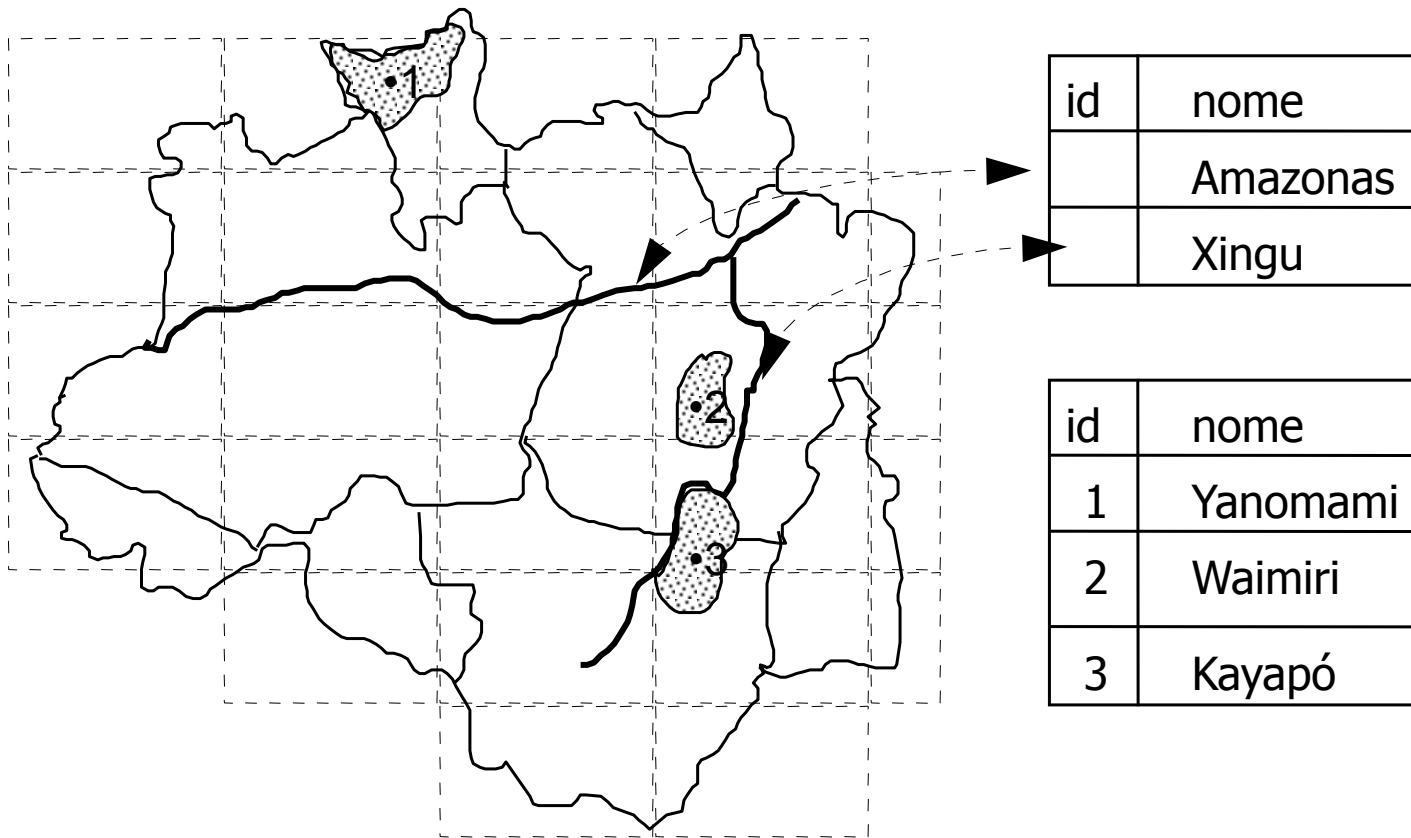 1
2
3
id nome
Amazonas
Xingu
id nome
1 Yanomami
2 Waimiri
3 Kayapó